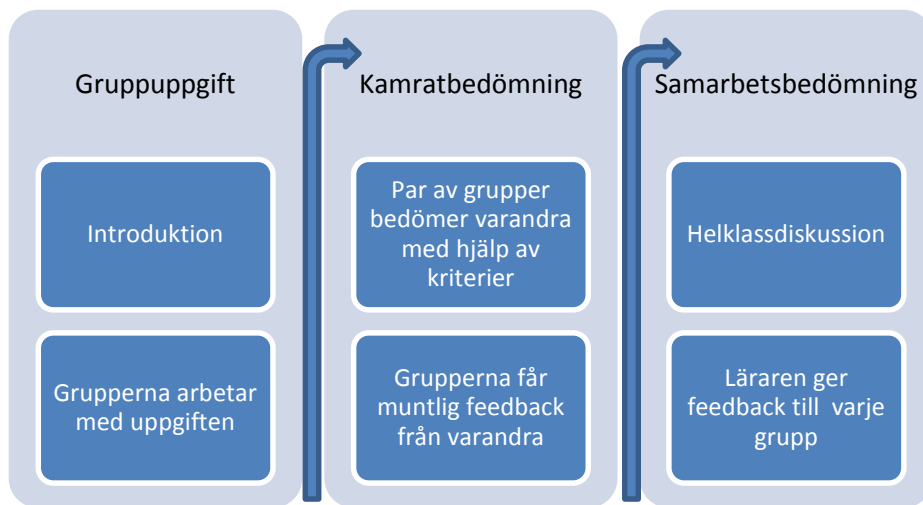 Gruppuppgift
Introduktion
Grupperna arbetar
med uppgiften
Kamratbedömning
Par av grupper
bedömer varandra
med hjälp av
kriterier
Grupperna får
muntlig feedback
från varandra
Samarbetsbedömning
Helklassdiskussion
Läraren ger
feedback till  varje
grupp